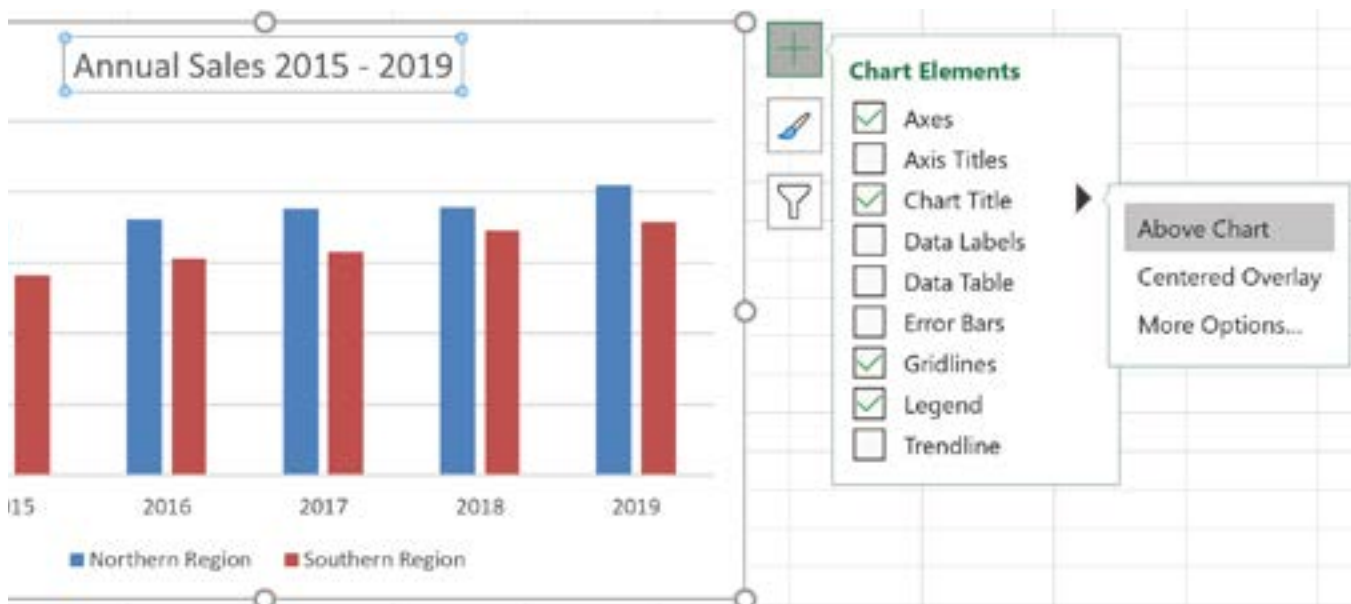 Annual Sales 2015 - 2019
15
2016
2017
2018
2019
Northern Region
Southern Region
Chart Elements
Axes
Axis Titles
Chart Title
Data Labels
Data Table
Error Bars
Gridlines
Legend
Trendline
Above Chart
Centered Overlay
More Options...